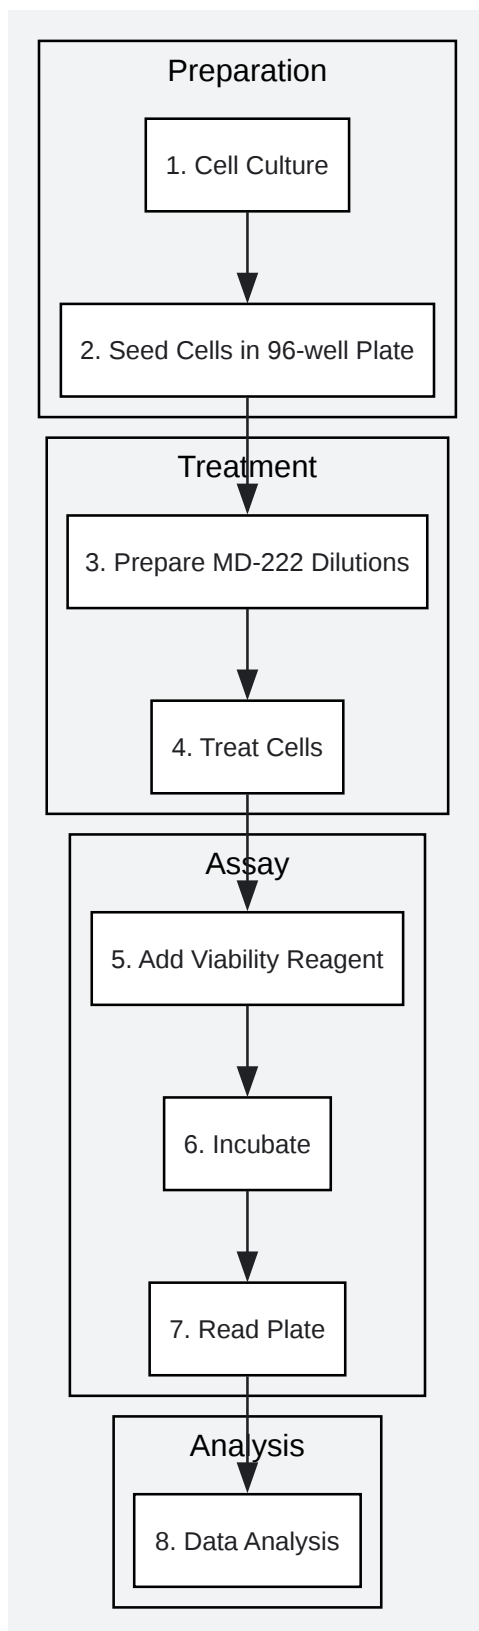 Preparation
1. Cell Culture
2. Seed Cells in 96-well Plate
Treatment
3. Prepare MD-222 Dilutions
4. Treat Cells
Assay
5. Add Viability Reagent
6. Incubate
7. Read Plate
Analysis
8. Data Analysis